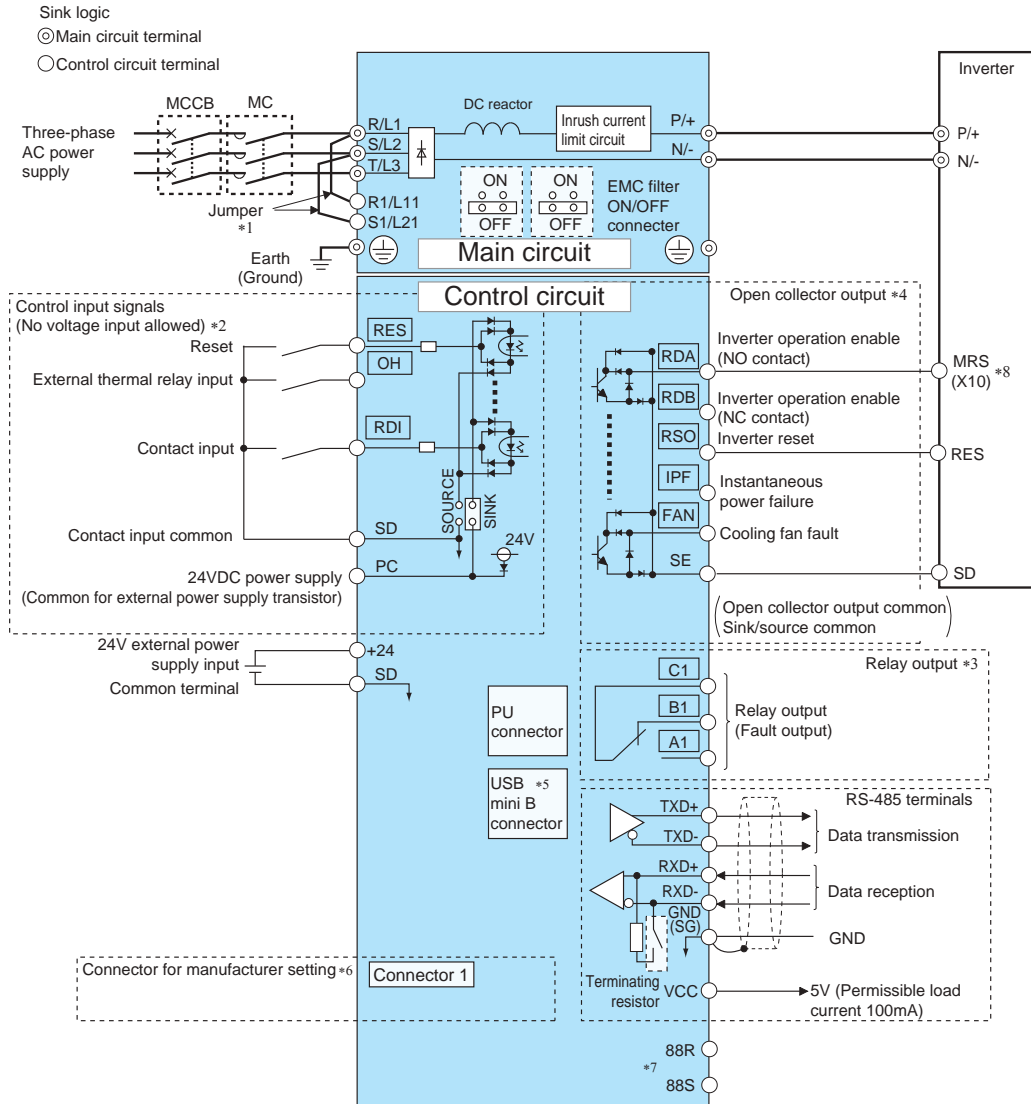 Sink logic
Main circuit terminal
Control circuit terminal
MCCB
MC
Three-phase
AC power
supply
Jumper
*1
Earth
(Ground)
R/L1
S/L2
T/L3
R1/L11
S1/L21
DC reactor
Inrush current
limit circuit
P/+
N/-
ON
OFF
ON
OFF
EMC filter
ON/OFF
connecter
Main circuit
Inverter
P/+
N/-
Control circuit
Control input signals
(No voltage input allowed) *2
Reset
External thermal relay input
Contact input
Contact input common
24VDC power supply
(Common for external power supply transistor)
RES
OH
RDI
SD
PC
SOURCE
SINK
24V
24V external power
supply input
Common terminal
+24
SD
Open collector output *4
RDA
Inverter operation enable
(NO contact)
RDB
Inverter operation enable
(NC contact)
RSO
Inverter reset
IPF
Instantaneous
power failure
FAN
Cooling fan fault
SE
(Open collector output common
Sink/source common)
MRS
(X10) *8
RES
SD
Relay output *3
C1
B1
A1
Relay output
(Fault output)
PU
connector
USB *5
mini B
connector
RS-485 terminals
TXD+
TXD-
Data transmission
RXD+
RXD-
Data reception
GND
(SG)
GND
Terminating
resistor
VCC
5V (Permissible load
current 100mA)
Connector for manufacturer setting *6
Connector 1
88R
*7
88S